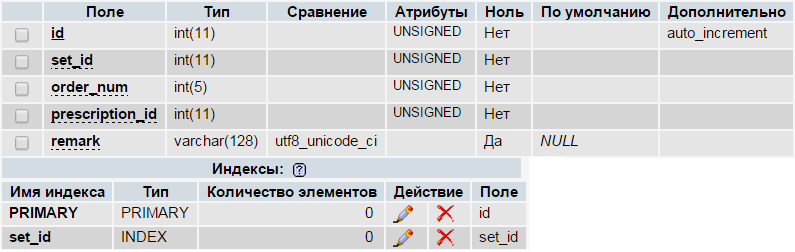 Поле Тип Сравнение Атрибуты Ноль По умолчанию Дополнительно
id int(11) UNSIGNED Нет auto_increment
set_id int(11) UNSIGNED Нет
order_num int(5) UNSIGNED Нет
prescription_id int(11) UNSIGNED Нет
remark varchar(128) utf8_unicode_ci Да NULL
Индексы: ?
Имя индекса Тип Количество элементов Действие Поле
PRIMARY PRIMARY 0 id
set_id INDEX 0 set_id